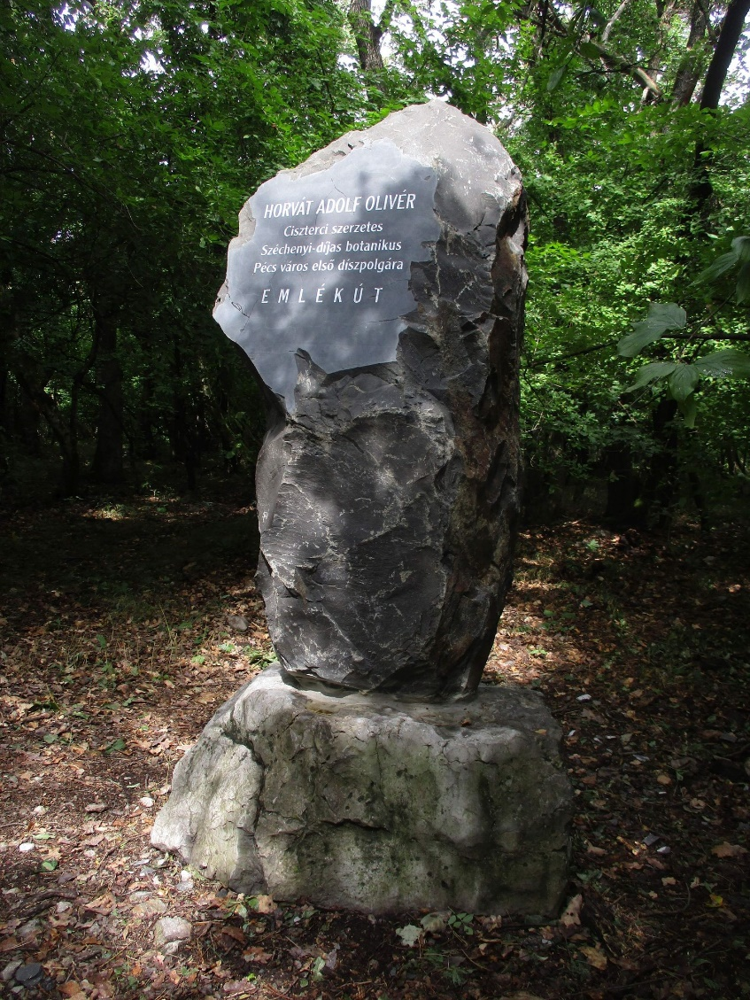 HORVÁT ADOLF OLIVÉR
Ciszterci szerzetes
Széchenyi-díjas botanikus
Pécs város első díszpolgára
EMLÉKÚT